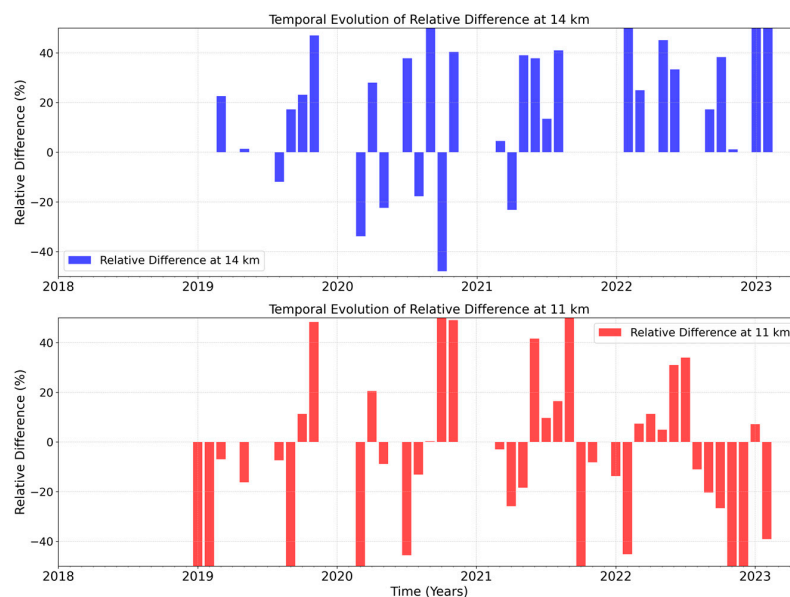 Temporal Evolution of Relative Difference at 14 km
Relative Difference (%)
40
20
0
−20
−40
Relative Difference at 14 km
2018 2019 2020 2021 2022 2023
Temporal Evolution of Relative Difference at 11 km
Relative Difference (%)
40
20
0
−20
−40
Relative Difference at 11 km
2018 2019 2020 2021 2022 2023
Time (Years)